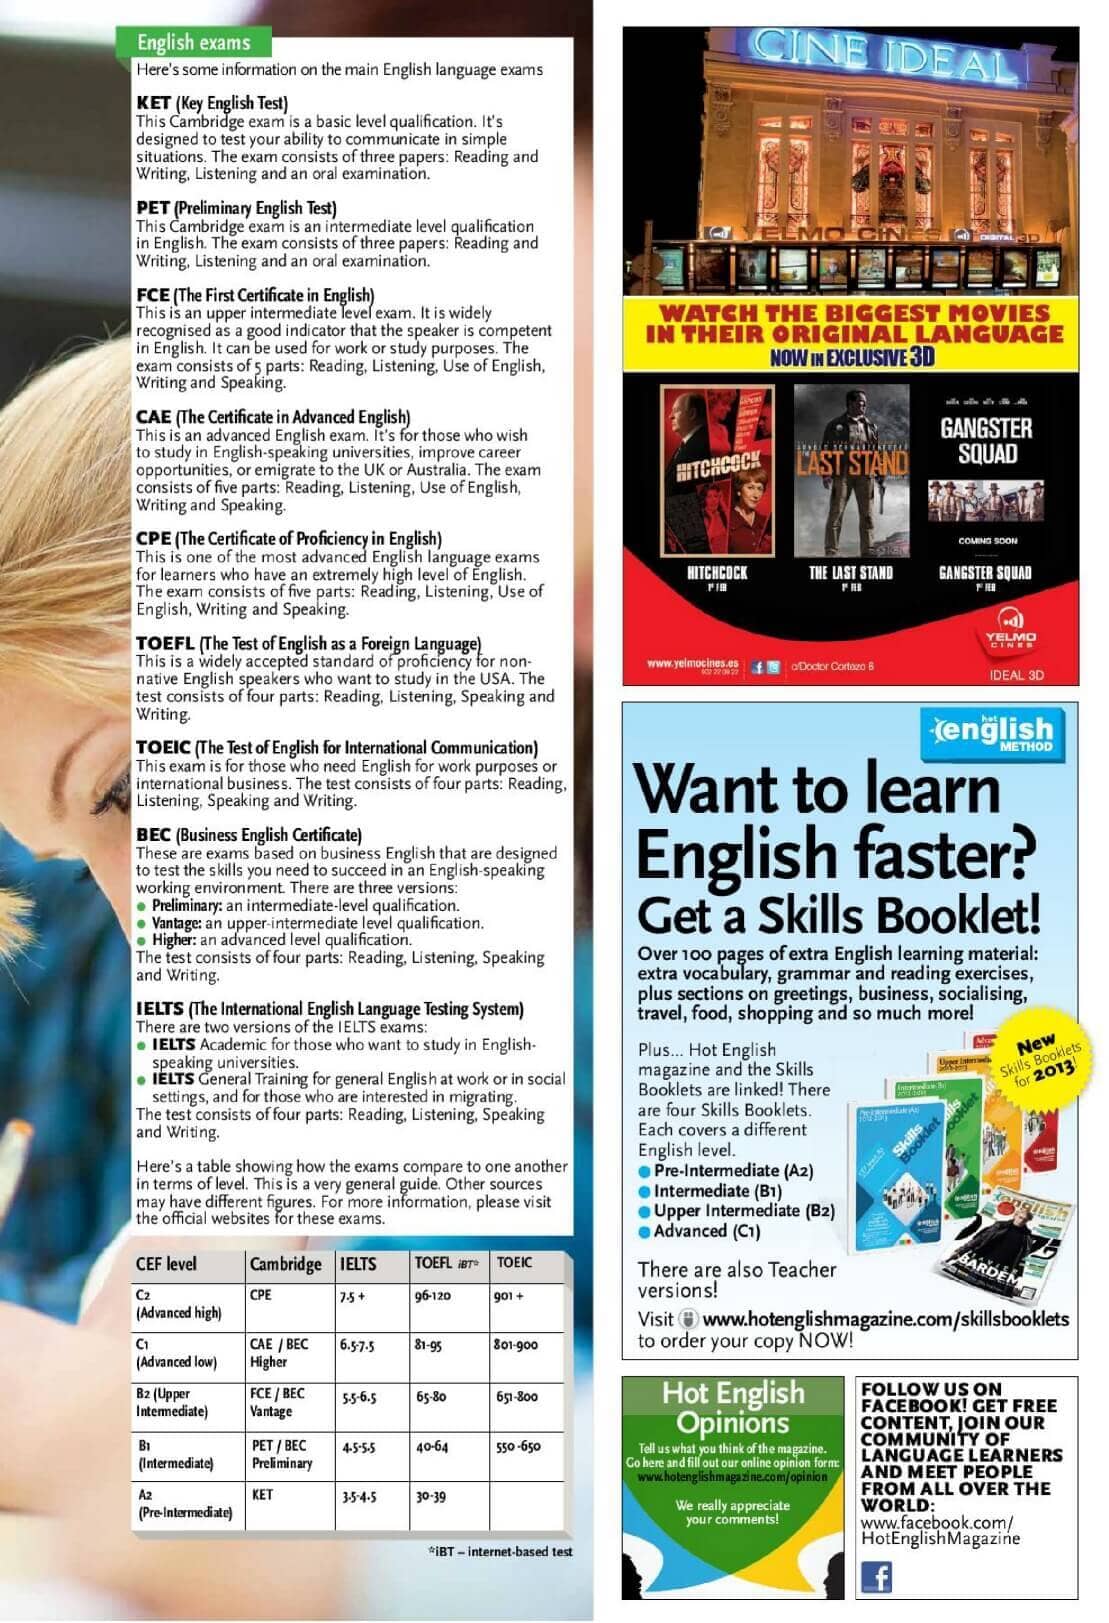 English exams
Here's some information on the main English language exams
KET (Key English Test)
This Cambridge exam is a basic level qualification. It's
designed to test your ability to communicate in simple
situations. The exam consists of three papers: Reading and
Writing, Listening and an oral examination.
PET (Preliminary English Test)
This Cambridge exam is an intermediate level qualification
in English. The exam consists of three papers: Reading and
Writing, Listening and an oral examination.
FCE (The First Certificate in English)
This is an upper intermediate level exam. It is widely
recognised as a good indicator that the speaker is competent
in English. It can be used for work or study purposes. The
exam consists of 5 parts: Reading, Listening, Use of English,
Writing and Speaking.
CAE (The Certificate in Advanced English)
This is an advanced English exam. It's for those who wish
to study in English-speaking universities, improve career
opportunities, or emigrate to the UK or Australia. The exam
consists of five parts: Reading, Listening, Use of English,
Writing and Speaking.
CPE (The Certificate of Proficiency in English)
This is one of the most advanced English language exams
for learners who have an extremely high level of English.
The exam consists of five parts: Reading, Listening, Use of
English, Writing and Speaking.
TOEFL (The Test of English as a Foreign Language)
This is a widely accepted standard of proficiency for non-
native English speakers who want to study in the USA. The
test consists of four parts: Reading, Listening, Speaking and
Writing.
TOEIC (The Test of English for International Communication)
This exam is for those who need English for work purposes or
international business. The test consists of four parts: Reading,
Listening, Speaking and Writing.
BEC (Business English Certificate)
These are exams based on business English that are designed
to test the skills you need to succeed in an English-speaking
working environment. There are three versions:
● Preliminary: an intermediate-level qualification.
● Vantage: an upper-intermediate level qualification.
● Higher: an advanced level qualification.
The test consists of four parts: Reading, Listening, Speaking
and Writing.
IELTS (The International English Language Testing System)
There are two versions of the IELTS exams:
● IELTS Academic for those who want to study in English-
speaking universities.
● IELTS General Training for general English at work or in social
settings, and for those who are interested in migrating.
The test consists of four parts: Reading, Listening, Speaking
and Writing.
Here's a table showing how the exams compare to one another
in terms of level. This is a very general guide. Other sources
may have different figures. For more information, please visit
the official websites for these exams.
CEF level Cambridge IELTS TOEFL iBT* TOEIC
C2 CPE 7.5 + 96-120 901 +
(Advanced high)
C1 CAE / BEC 6.5-7.5 81-95 801-900
(Advanced low) Higher
B2 (Upper FCE / BEC 5.5-6.5 65-80 651-800
Intermediate) Vantage
B1 PET / BEC 4.5-5.5 40-64 550 -650
(Intermediate) Preliminary
A2 KET 3.5-4.5 30-39
(Pre-Intermediate)
*iBT – internet-based test
CINE IDEAL
YELMO CINES DIGITAL 3D
WATCH THE BIGGEST MOVIES
IN THEIR ORIGINAL LANGUAGE
NOW IN EXCLUSIVE 3D
HITCHCOCK
LAST STAND
GANGSTER
SQUAD
COMING SOON
HITCHCOCK
1st FEB
THE LAST STAND
1st FEB
GANGSTER SQUAD
1st FEB
YELMO
CINES
IDEAL 3D
www.yelmocines.es
902 22 09 22
c/Doctor Cortezo 6
hot english
METHOD
Want to learn
English faster?
Get a Skills Booklet!
Over 100 pages of extra English learning material:
extra vocabulary, grammar and reading exercises,
plus sections on greetings, business, socialising,
travel, food, shopping and so much more!
Plus... Hot English
magazine and the Skills
Booklets are linked! There
are four Skills Booklets.
Each covers a different
English level.
● Pre-Intermediate (A2)
● Intermediate (B1)
● Upper Intermediate (B2)
● Advanced (C1)
New
Skills Booklets
for 2013!
Skills
Booklet
english
BARDEM
There are also Teacher
versions!
Visit www.hotenglishmagazine.com/skillsbooklets
to order your copy NOW!
Hot English
Opinions
Tell us what you think of the magazine.
Go here and fill out our online opinion form:
www.hotenglishmagazine.com/opinion
We really appreciate
your comments!
FOLLOW US ON
FACEBOOK! GET FREE
CONTENT, JOIN OUR
COMMUNITY OF
LANGUAGE LEARNERS
AND MEET PEOPLE
FROM ALL OVER THE
WORLD:
www.facebook.com/
HotEnglishMagazine
f